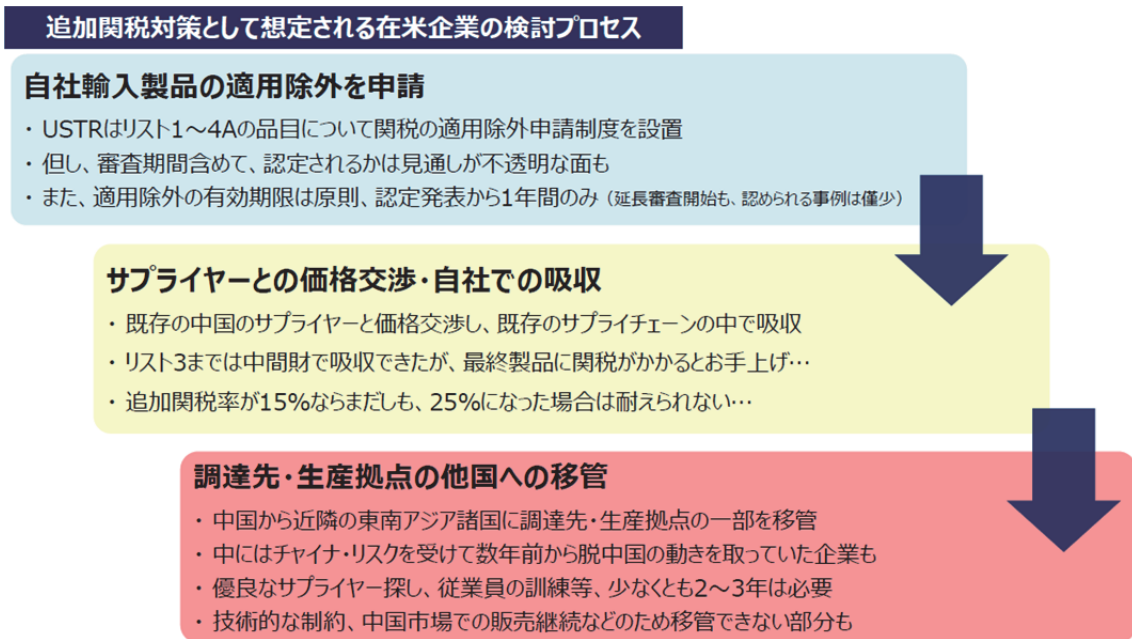 追加関税対策として想定される在米企業の検討プロセス
自社輸入製品の適用除外を申請
・USTRはリスト1～4Aの品目について関税の適用除外申請制度を設置
・但し、審査期間含めて、認定されるかは見通しが不透明な面も
・また、適用除外の有効期限は原則、認定発表から1年間のみ（延長審査開始も、認められる事例は僅少）
サプライヤーとの価格交渉・自社での吸収
・既存の中国のサプライヤーと価格交渉し、既存のサプライチェーンの中で吸収
・リスト3までは中間財で吸収できたが、最終製品に関税がかかるとお手上げ…
・追加関税率が15%ならまだしも、25%になった場合は耐えられない…
調達先・生産拠点の他国への移管
・中国から近隣の東南アジア諸国に調達先・生産拠点の一部を移管
・中にはチャイナ・リスクを受けて数年前から脱中国の動きを取っていた企業も
・優良なサプライヤー探し、従業員の訓練等、少なくとも2～3年は必要
・技術的な制約、中国市場での販売継続などのため移管できない部分も